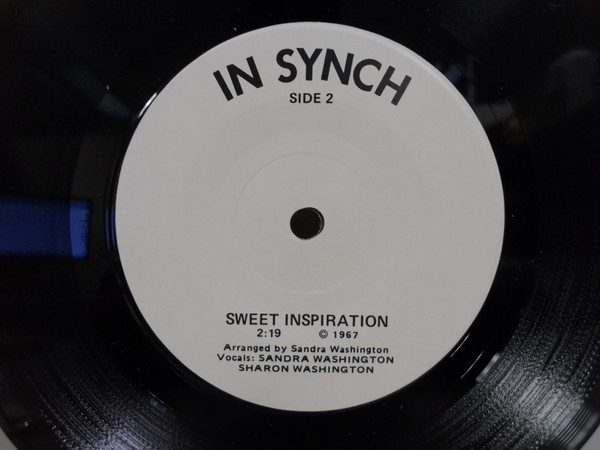 IN SYNCH
SIDE 2
SWEET INSPIRATION
2:19 © 1967
Arranged by Sandra Washington
Vocals: SANDRA WASHINGTON
SHARON WASHINGTON